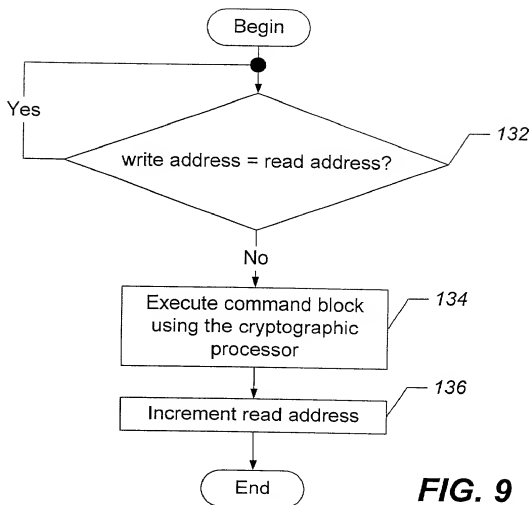 Begin
Yes
write address = read address?
132
No
Execute command block
using the cryptographic
processor
134
136
Increment read address
End
FIG. 9